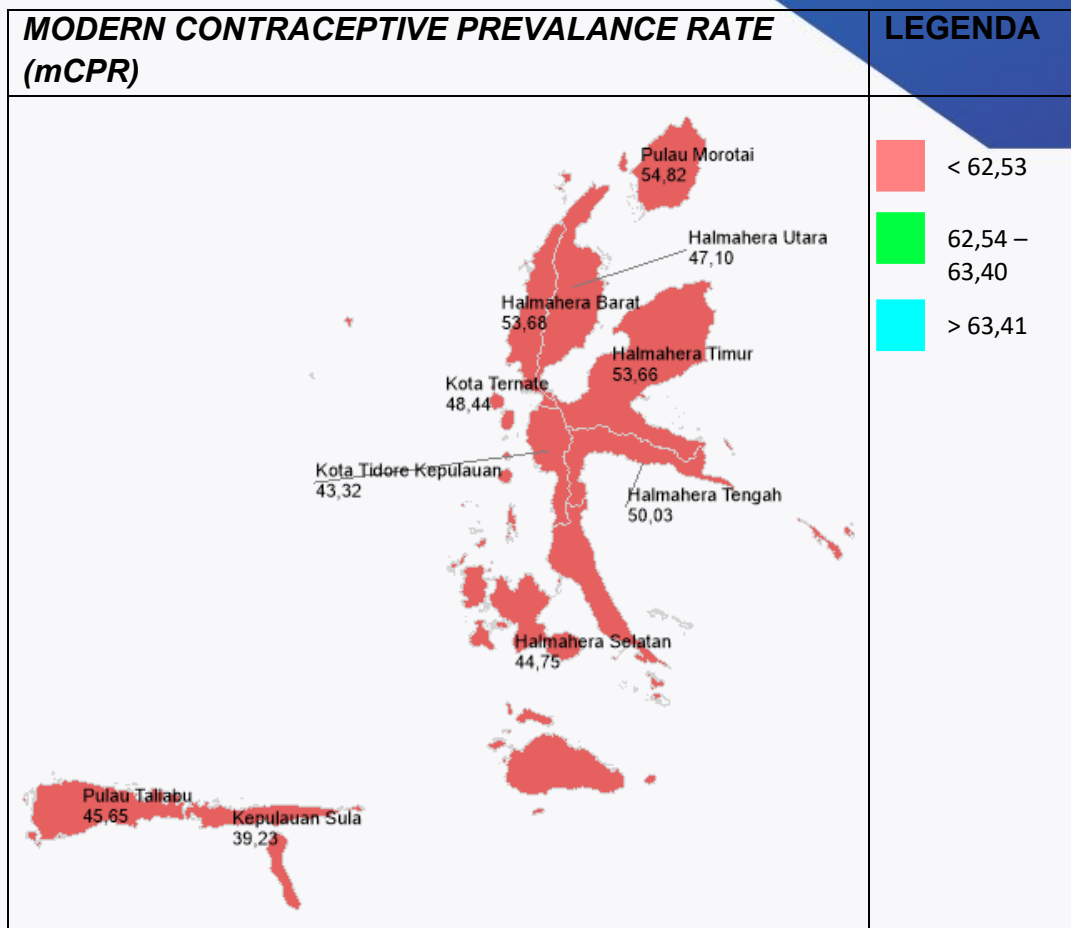 MODERN CONTRACEPTIVE PREVALANCE RATE
(mCPR)
LEGENDA
Pulau Morotai
54,82
Halmahera Utara
47,10
Halmahera Barat
53,68
Halmahera Timur
53,66
Kota Ternate
48,44
Kota Tidore Kepulauan
43,32
Halmahera Tengah
50,03
Halmahera Selatan
44,75
Pulau Taliabu
45,65
Kepulauan Sula
39,23
< 62,53
62,54 –
63,40
> 63,41